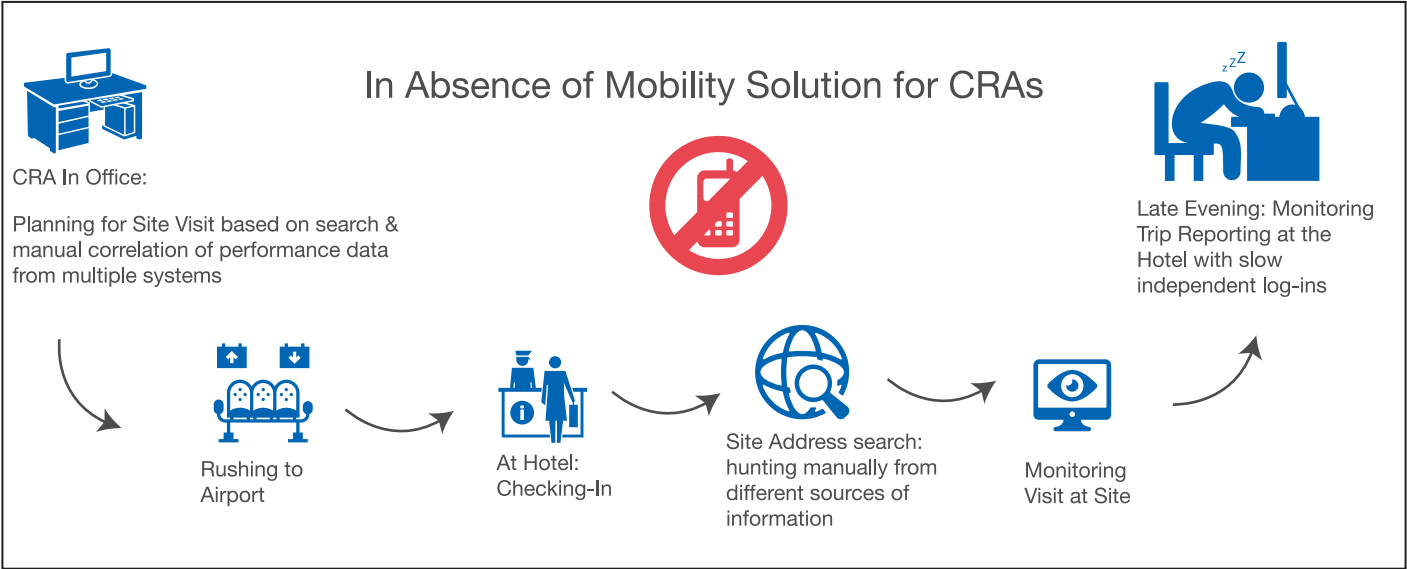 In Absence of Mobility Solution for CRAs
CRA In Office:
Planning for Site Visit based on search &
manual correlation of performance data
from multiple systems
Rushing to
Airport
i
At Hotel:
Checking-In
Site Address search:
hunting manually from
different sources of
information
Monitoring
Visit at Site
zzZ
Late Evening: Monitoring
Trip Reporting at the
Hotel with slow
independent log-ins